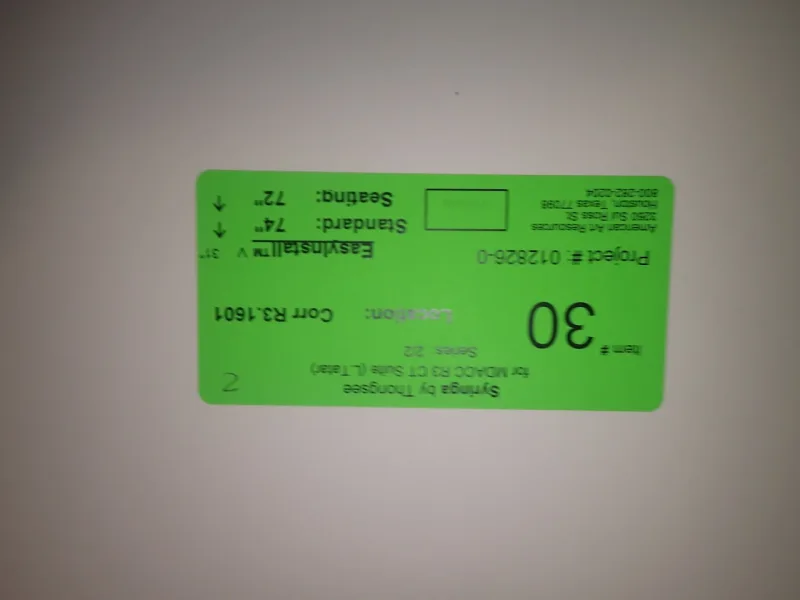 Syringa by Thongsee
for MDACC R3 CT Suite (L.Tatar)
Series 2/2
2
Item #
30
Location: Corr R3.1601
Project #: 012826-0
EasyInstall™ V 31"
American Art Resources
3260 Sul Ross St.
Houston, Texas 77098
800-282-0204
Standard: 74" ↑
Seating: 72" ↑